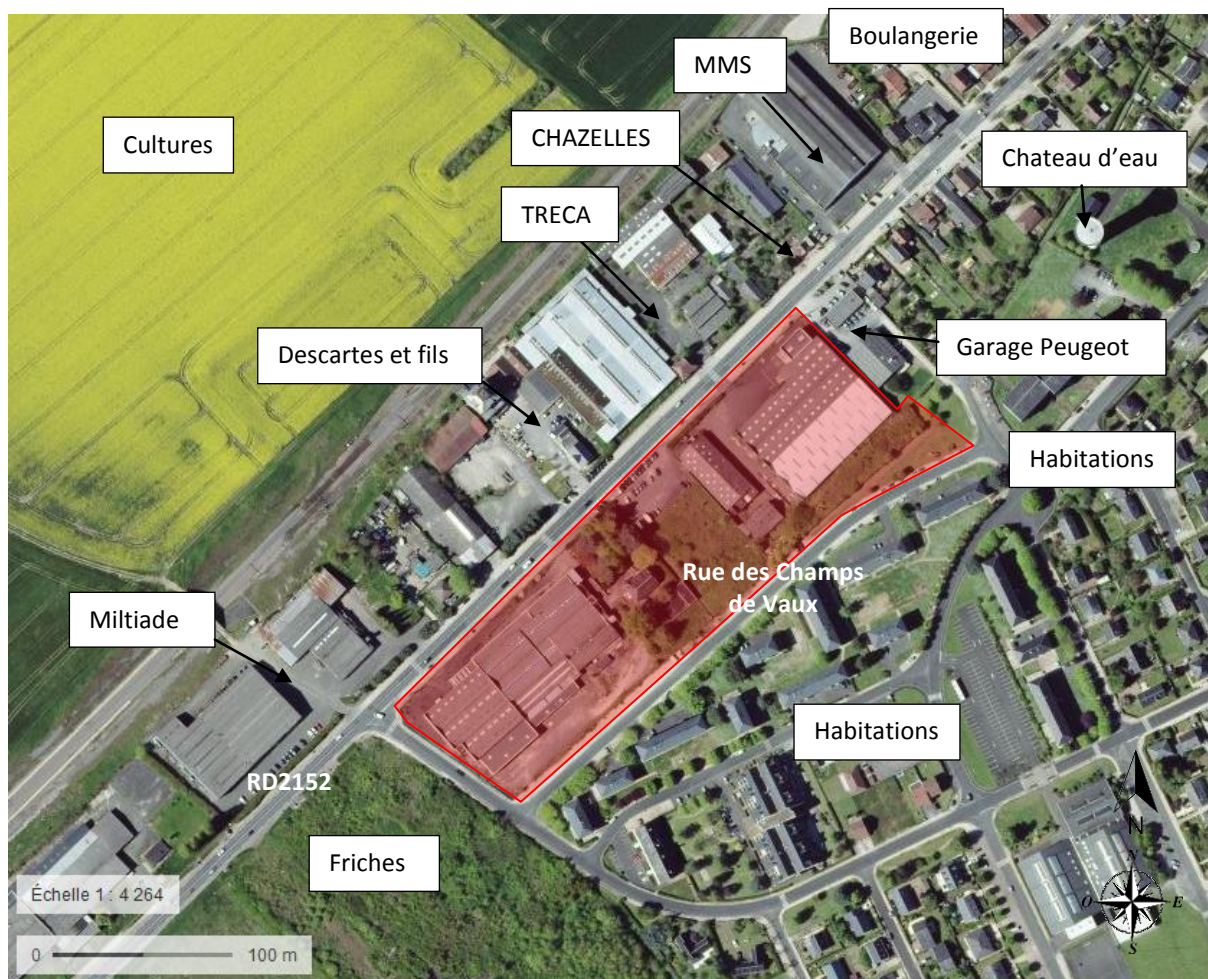 Boulangerie
MMS
Cultures
CHAZELLES
Chateau d’eau
TRECA
Descartes et fils
Garage Peugeot
Habitations
Rue des Champs
de Vaux
Miltiade
Habitations
RD2152
Friches
Échelle 1 : 4 264
0 100 m
N
N
O E
S